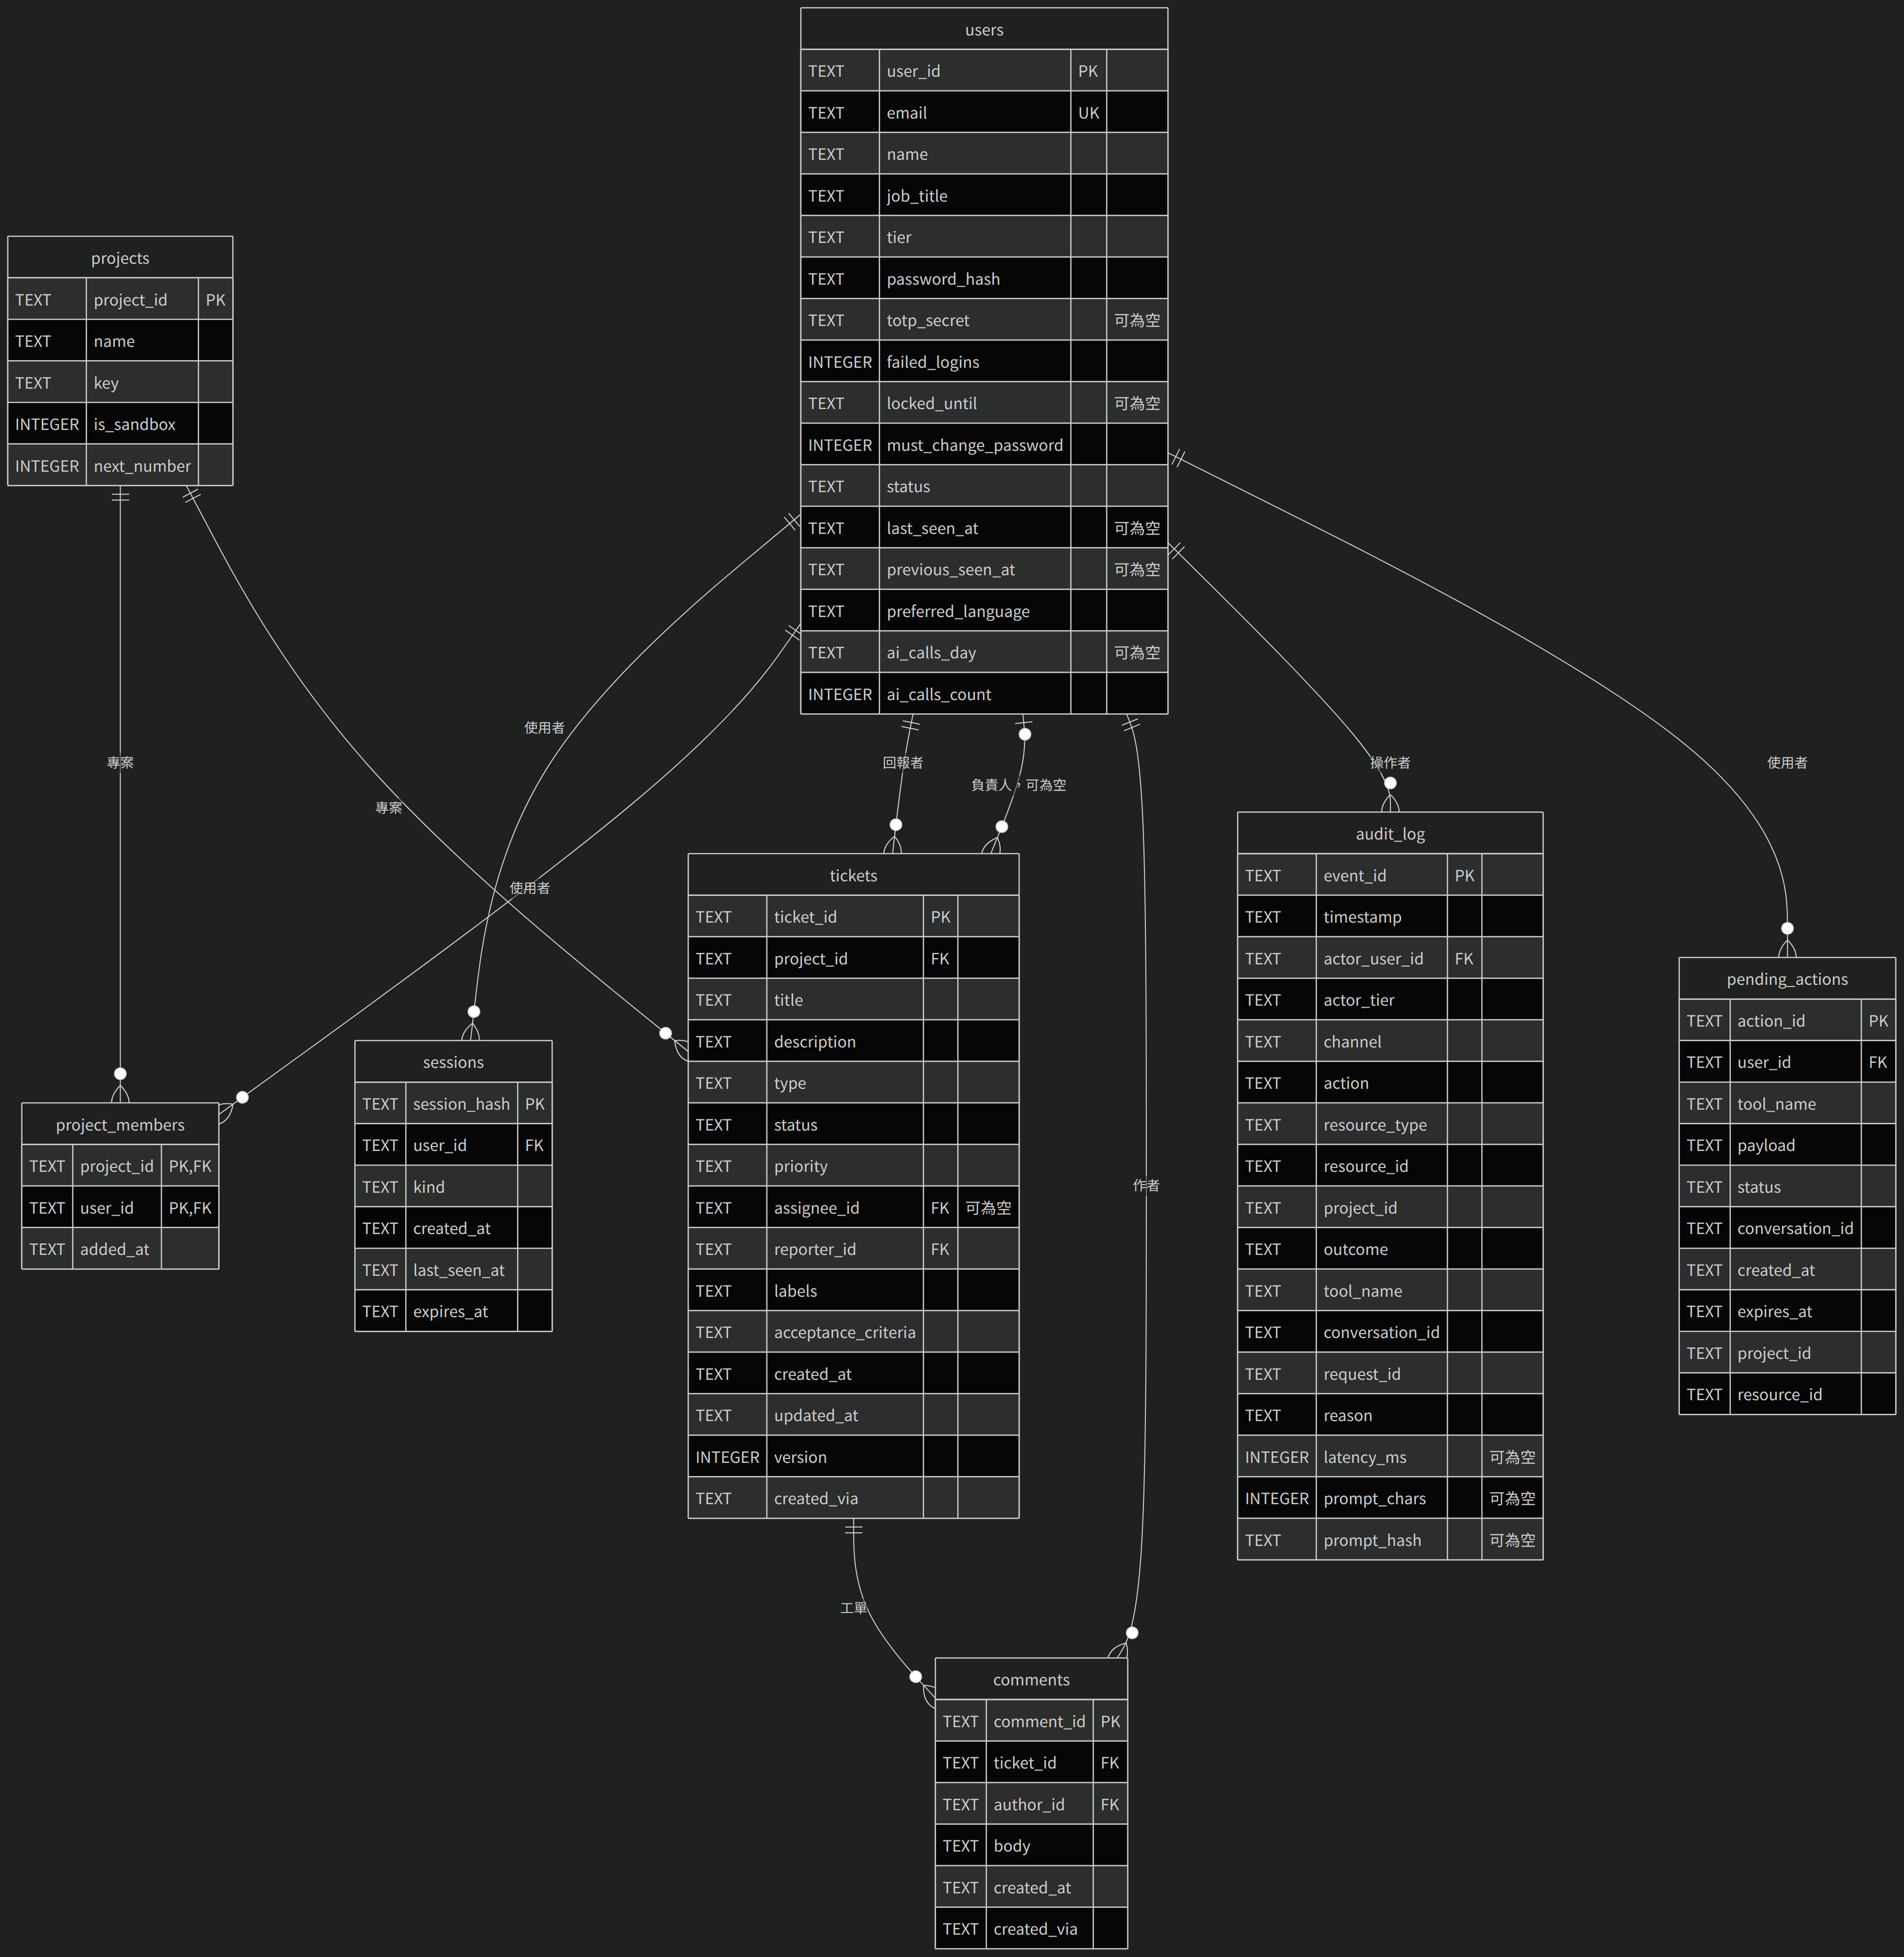 users
TEXT user_id PK
TEXT email UK
TEXT name
TEXT job_title
TEXT tier
TEXT password_hash
TEXT totp_secret 可為空
INTEGER failed_logins
TEXT locked_until 可為空
INTEGER must_change_password
TEXT status
TEXT last_seen_at 可為空
TEXT previous_seen_at 可為空
TEXT preferred_language
TEXT ai_calls_day 可為空
INTEGER ai_calls_count
projects
TEXT project_id PK
TEXT name
TEXT key
INTEGER is_sandbox
INTEGER next_number
使用者
專案
回報者
負責人，可為空
操作者
使用者
專案
使用者
作者
tickets
TEXT ticket_id PK
TEXT project_id FK
TEXT title
TEXT description
TEXT type
TEXT status
TEXT priority
TEXT assignee_id FK 可為空
TEXT reporter_id FK
TEXT labels
TEXT acceptance_criteria
TEXT created_at
TEXT updated_at
INTEGER version
TEXT created_via
audit_log
TEXT event_id PK
TEXT timestamp
TEXT actor_user_id FK
TEXT actor_tier
TEXT channel
TEXT action
TEXT resource_type
TEXT resource_id
TEXT project_id
TEXT outcome
TEXT tool_name
TEXT conversation_id
TEXT request_id
TEXT reason
INTEGER latency_ms 可為空
INTEGER prompt_chars 可為空
TEXT prompt_hash 可為空
pending_actions
TEXT action_id PK
TEXT user_id FK
TEXT tool_name
TEXT payload
TEXT status
TEXT conversation_id
TEXT created_at
TEXT expires_at
TEXT project_id
TEXT resource_id
sessions
TEXT session_hash PK
TEXT user_id FK
TEXT kind
TEXT created_at
TEXT last_seen_at
TEXT expires_at
project_members
TEXT project_id PK,FK
TEXT user_id PK,FK
TEXT added_at
工單
comments
TEXT comment_id PK
TEXT ticket_id FK
TEXT author_id FK
TEXT body
TEXT created_at
TEXT created_via